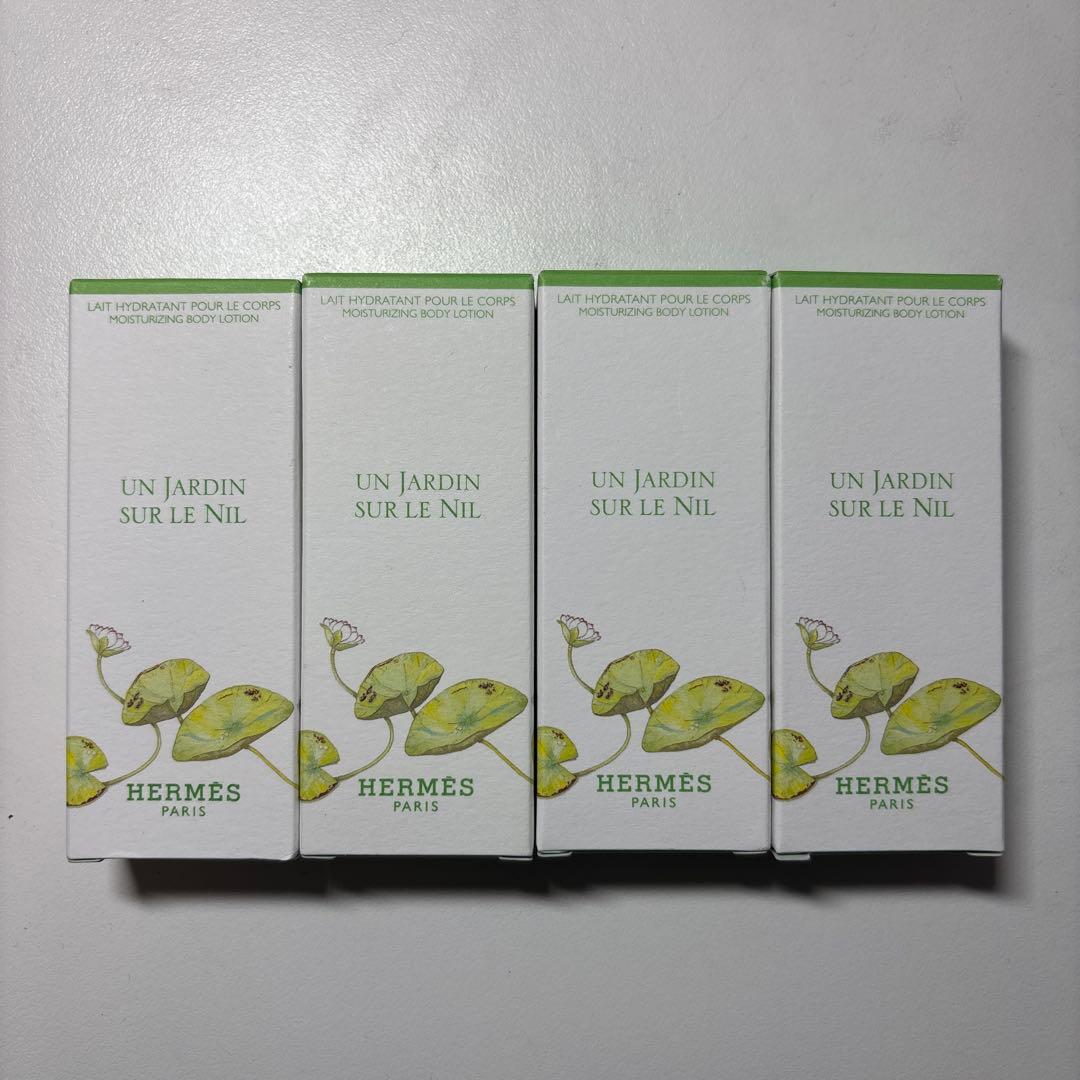 LAIT HYDRATANT POUR LE CORPS
MOISTURIZING BODY LOTION
UN JARDIN
SUR LE NIL
HERMÈS
PARIS
LAIT HYDRATANT POUR LE CORPS
MOISTURIZING BODY LOTION
UN JARDIN
SUR LE NIL
HERMÈS
PARIS
LAIT HYDRATANT POUR LE CORPS
MOISTURIZING BODY LOTION
UN JARDIN
SUR LE NIL
HERMÈS
PARIS
LAIT HYDRATANT POUR LE CORPS
MOISTURIZING BODY LOTION
UN JARDIN
SUR LE NIL
HERMÈS
PARIS